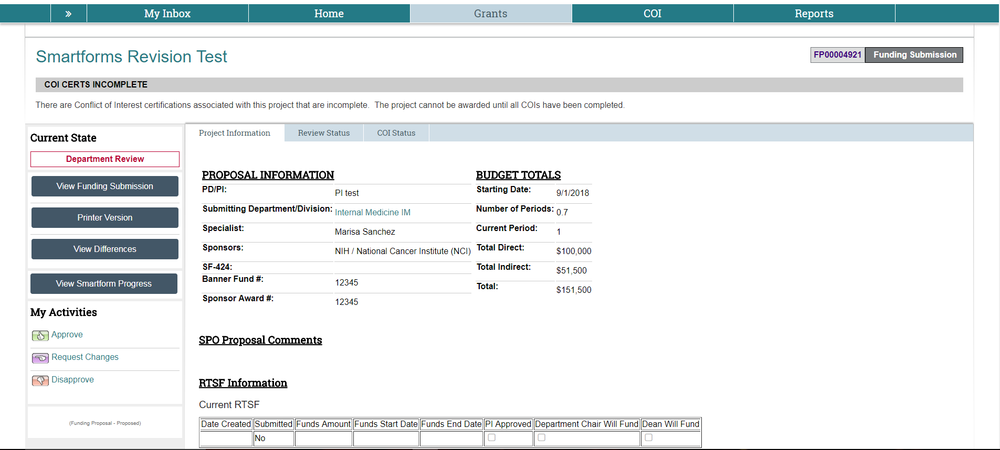 » My Inbox Home Grants COI Reports
Smartforms Revision Test
FP00004921 Funding Submission
COI CERTS INCOMPLETE
There are Conflict of Interest certifications associated with this project that are incomplete. The project cannot be awarded until all COIs have been completed.
Current State
Department Review
View Funding Submission
Printer Version
View Differences
View Smartform Progress
My Activities
Approve
Request Changes
Disapprove
(Funding Proposal - Proposed)
Project Information Review Status COI Status
PROPOSAL INFORMATION
PD/PI: PI test
Submitting Department/Division: Internal Medicine IM
Specialist: Marisa Sanchez
Sponsors: NIH / National Cancer Institute (NCI)
SF-424:
Banner Fund #: 12345
Sponsor Award #: 12345
BUDGET TOTALS
Starting Date: 9/1/2018
Number of Periods: 0.7
Current Period: 1
Total Direct: $100,000
Total Indirect: $51,500
Total: $151,500
SPO Proposal Comments
RTSF Information
Current RTSF
Date Created Submitted Funds Amount Funds Start Date Funds End Date PI Approved Department Chair Will Fund Dean Will Fund
No